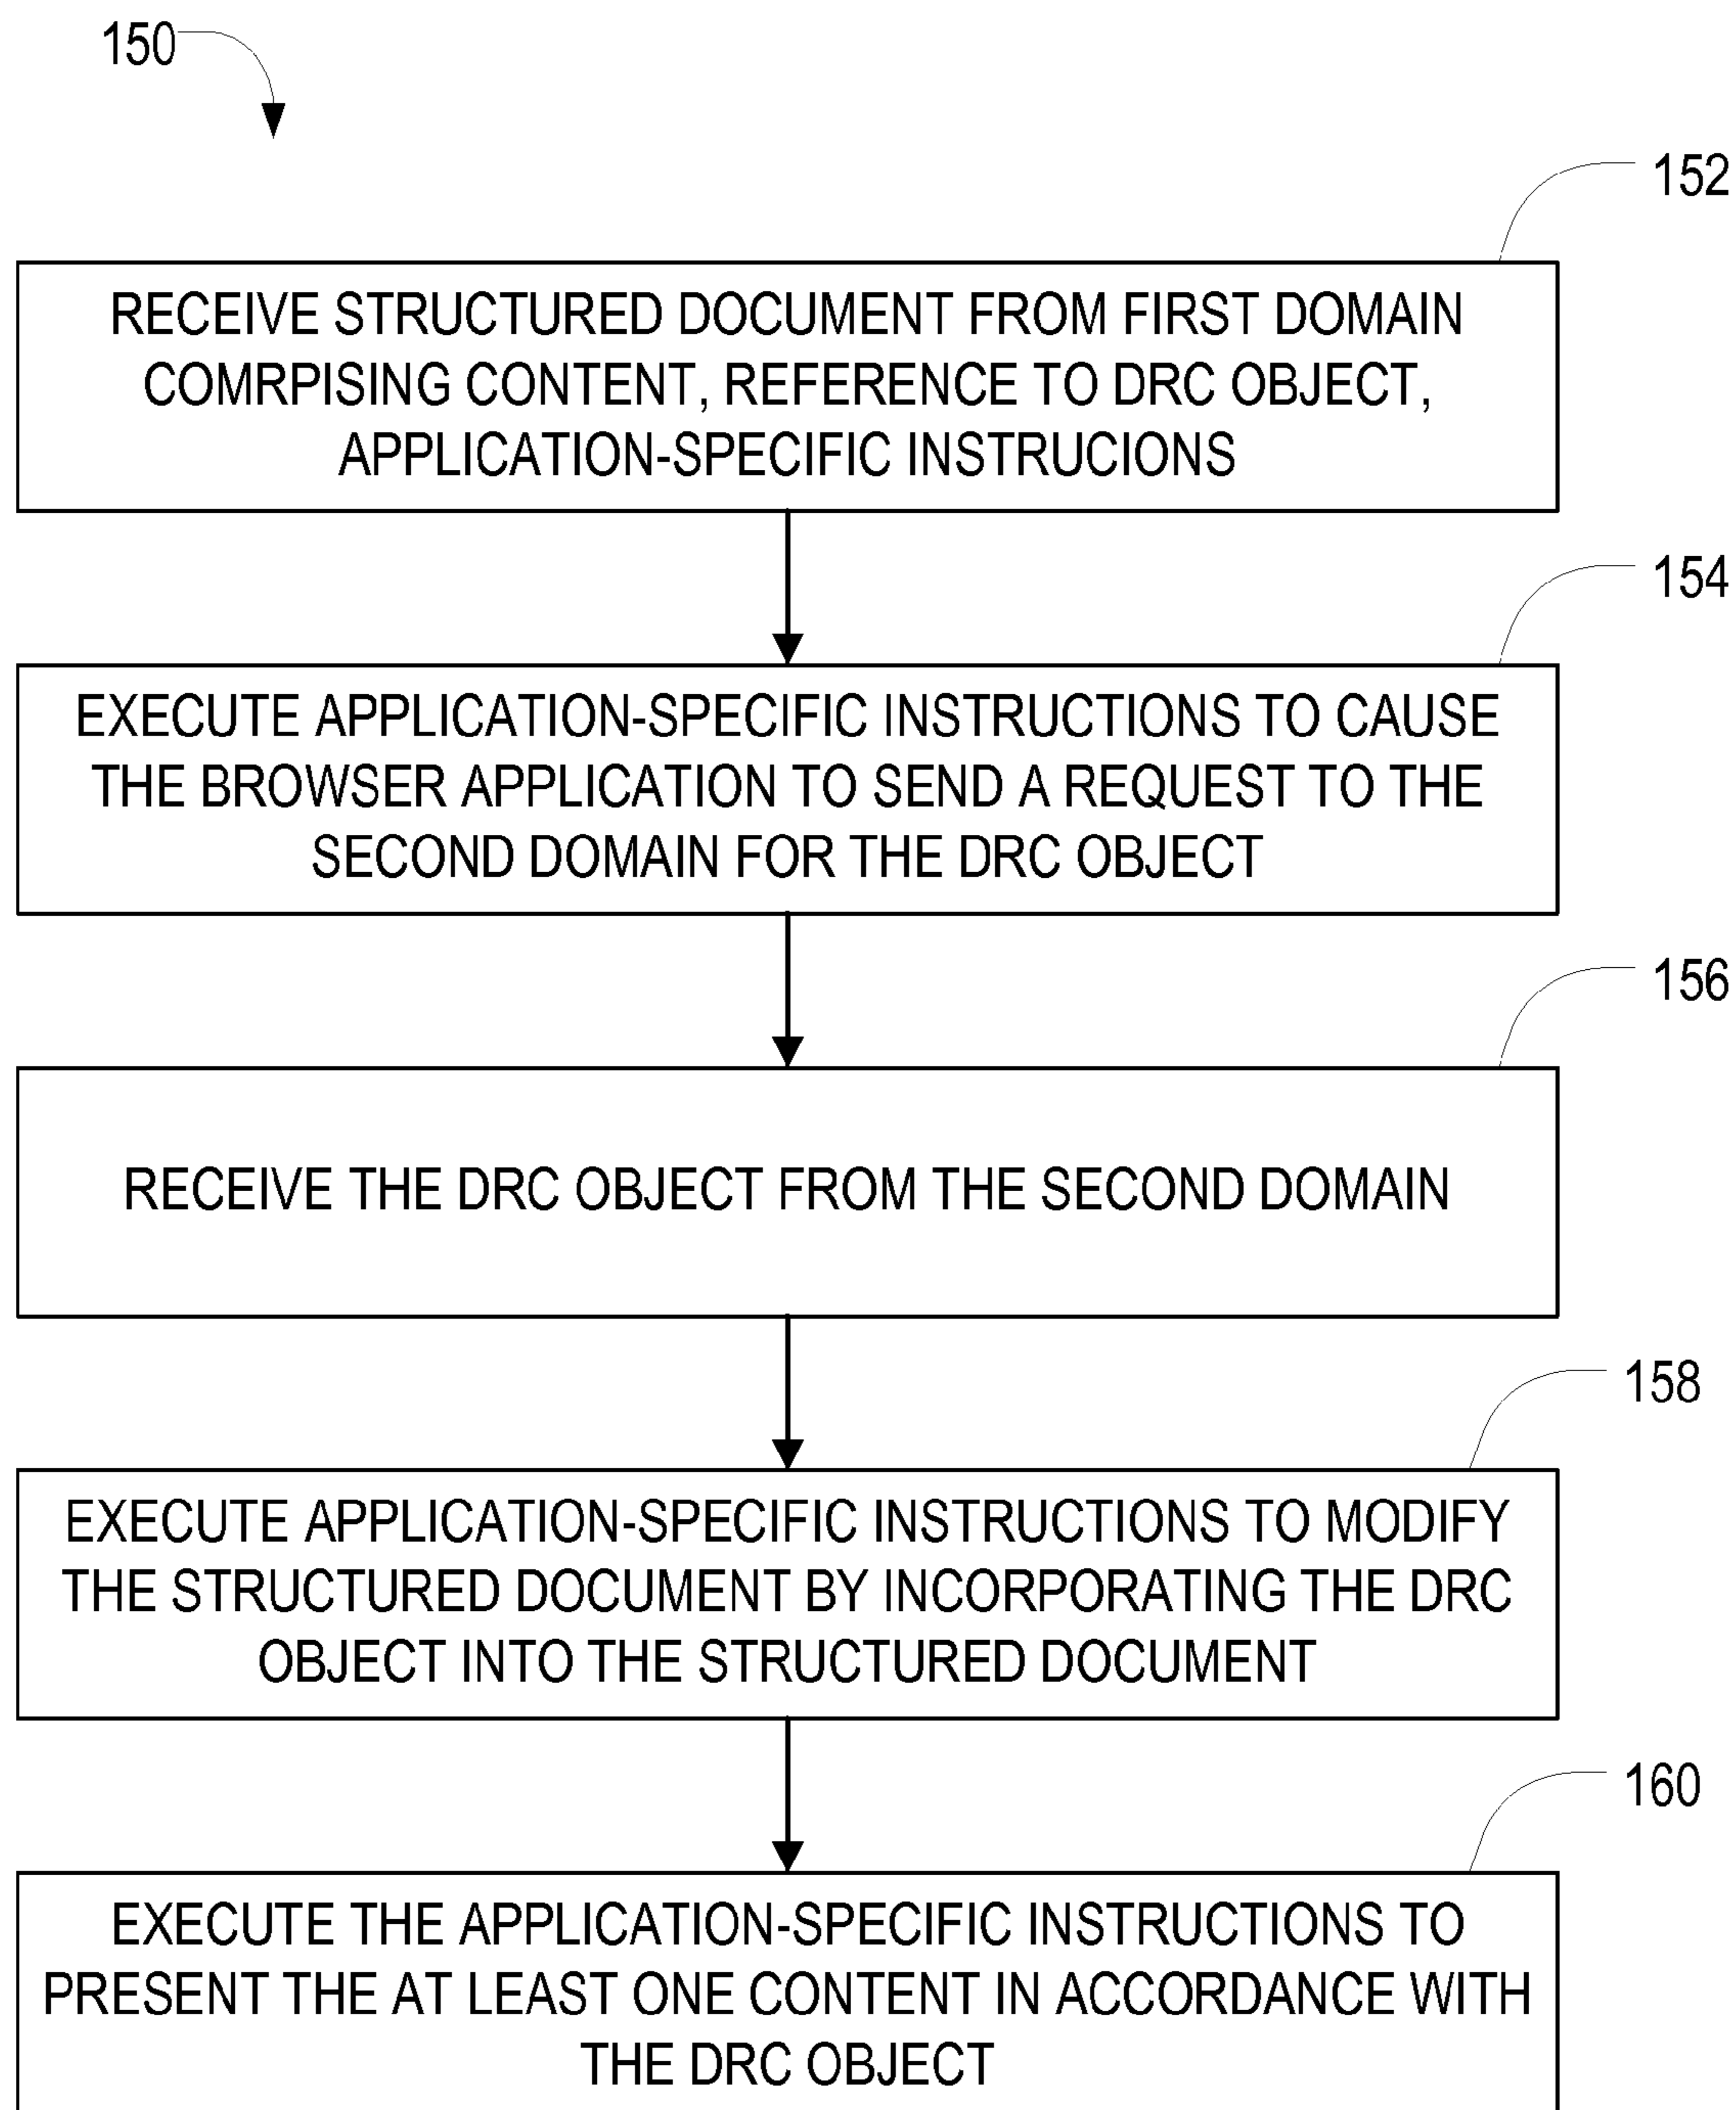 150
152
RECEIVE STRUCTURED DOCUMENT FROM FIRST DOMAIN
COMRPISING CONTENT, REFERENCE TO DRC OBJECT,
APPLICATION-SPECIFIC INSTRUCIONS
154
EXECUTE APPLICATION-SPECIFIC INSTRUCTIONS TO CAUSE
THE BROWSER APPLICATION TO SEND A REQUEST TO THE
SECOND DOMAIN FOR THE DRC OBJECT
156
RECEIVE THE DRC OBJECT FROM THE SECOND DOMAIN
158
EXECUTE APPLICATION-SPECIFIC INSTRUCTIONS TO MODIFY
THE STRUCTURED DOCUMENT BY INCORPORATING THE DRC
OBJECT INTO THE STRUCTURED DOCUMENT
160
EXECUTE THE APPLICATION-SPECIFIC INSTRUCTIONS TO
PRESENT THE AT LEAST ONE CONTENT IN ACCORDANCE WITH
THE DRC OBJECT